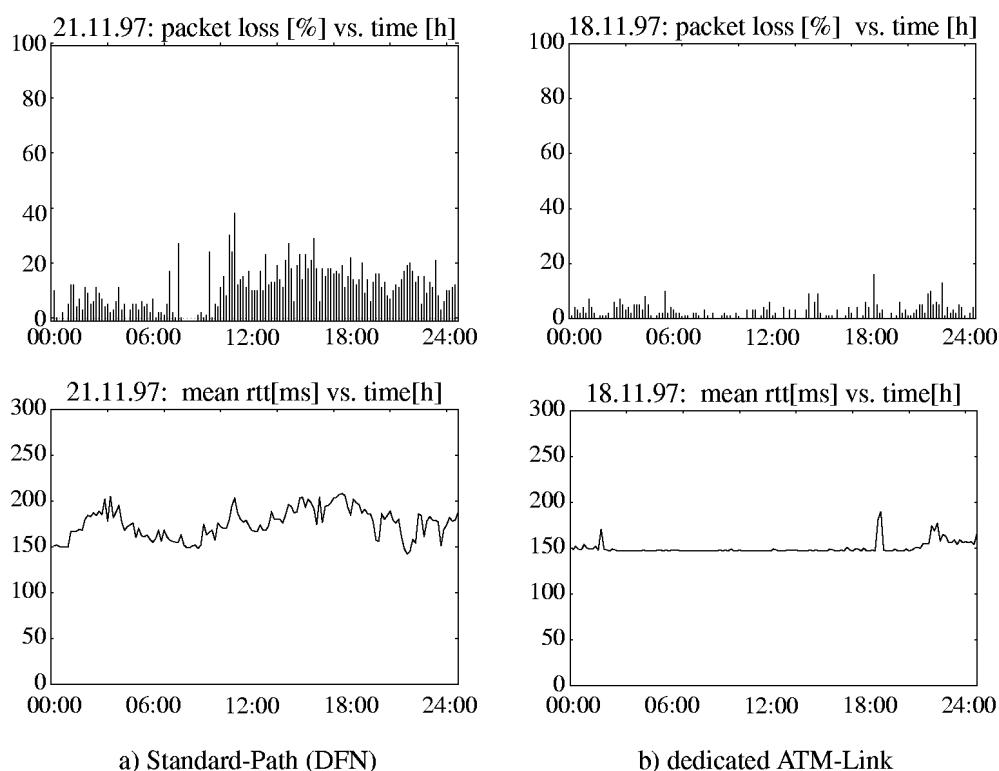 21.11.97: packet loss [%] vs. time [h]
100
80
60
40
20
0
00:00 06:00 12:00 18:00 24:00
18.11.97: packet loss [%] vs. time [h]
100
80
60
40
20
0
00:00 06:00 12:00 18:00 24:00
21.11.97: mean rtt[ms] vs. time[h]
300
250
200
150
100
50
0
00:00 06:00 12:00 18:00 24:00
18.11.97: mean rtt[ms] vs. time[h]
300
250
200
150
100
50
0
00:00 06:00 12:00 18:00 24:00
a) Standard-Path (DFN)
b) dedicated ATM-Link